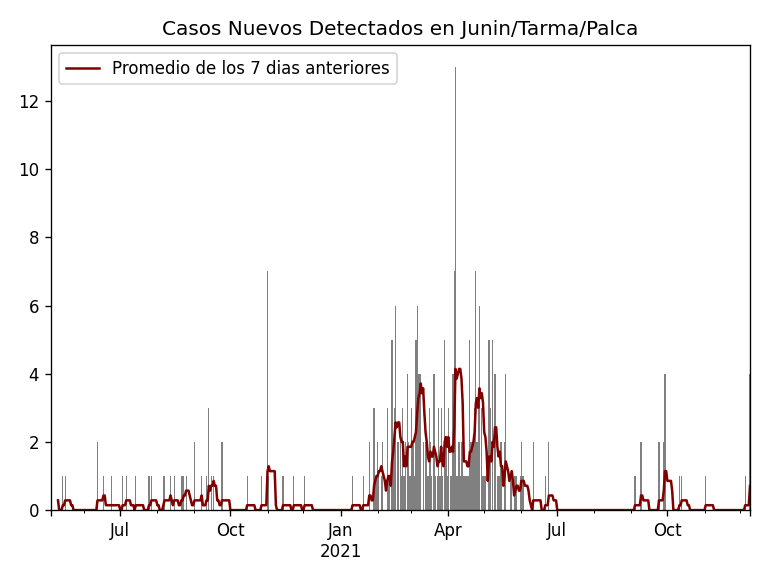 Casos Nuevos Detectados en Junin/Tarma/Palca
Promedio de los 7 dias anteriores
12
10
8
6
4
2
0
Jul
Oct
Jan
2021
Apr
Jul
Oct